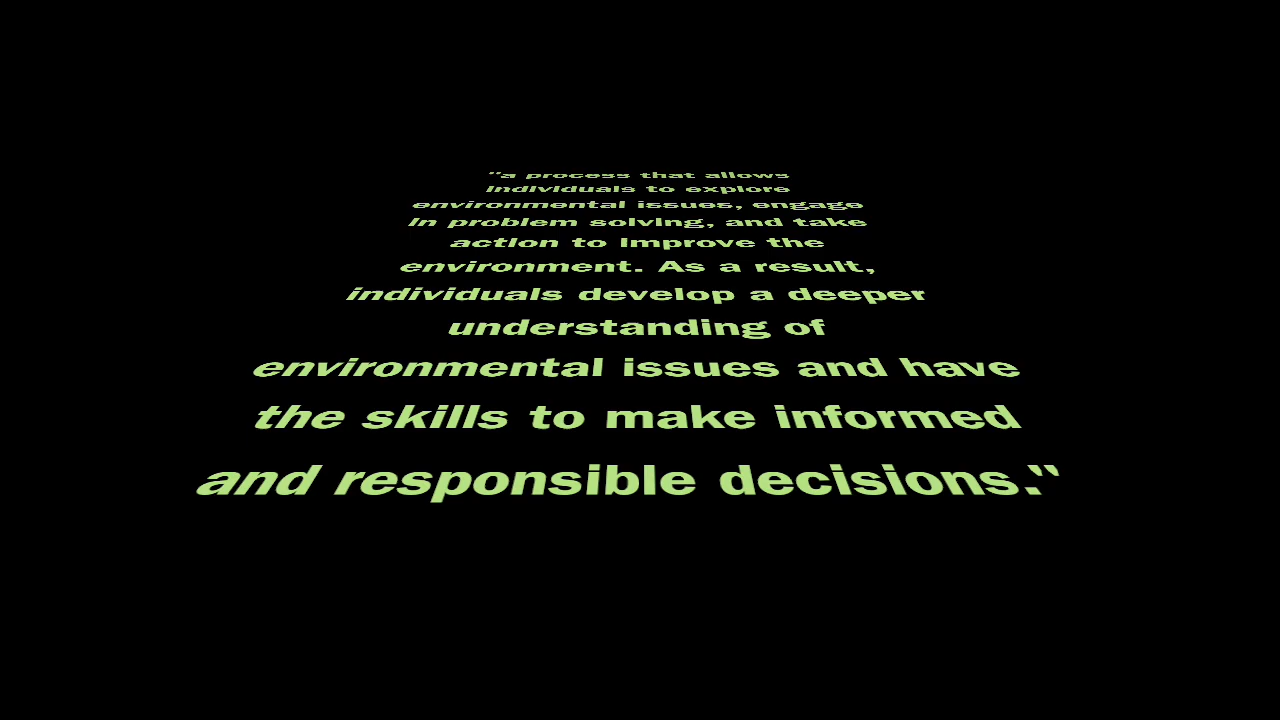 "a process that allows
individuals to explore
environmental issues, engage
in problem solving, and take
action to improve the
environment. As a result,
individuals develop a deeper
understanding of
environmental issues and have
the skills to make informed
and responsible decisions."